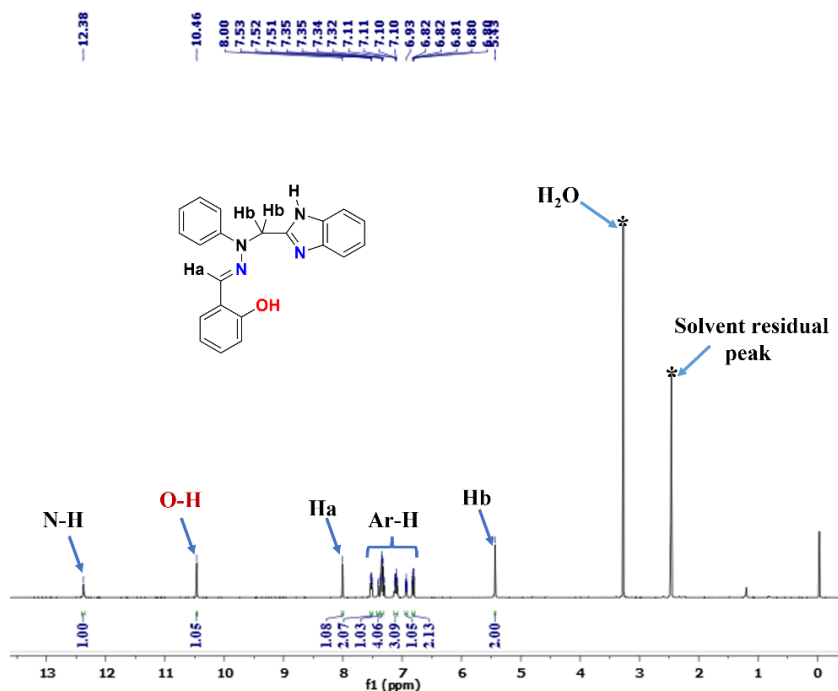 12.38
10.46
8.00
7.53
7.52
7.51
7.35
7.35
7.34
7.32
7.11
7.11
7.10
7.10
6.93
6.82
6.82
6.81
6.80
6.80
5.43
H
N
Hb Hb
N
N
Ha
N
OH
H₂O
*
Solvent residual
peak
*
N-H
O-H
Ha
Ar-H
Hb
1.00
1.05
1.08
2.07
1.03
4.06
3.09
1.05
2.13
2.00
13 12 11 10 9 8 7 6 5 4 3 2 1 0
f1 (ppm)